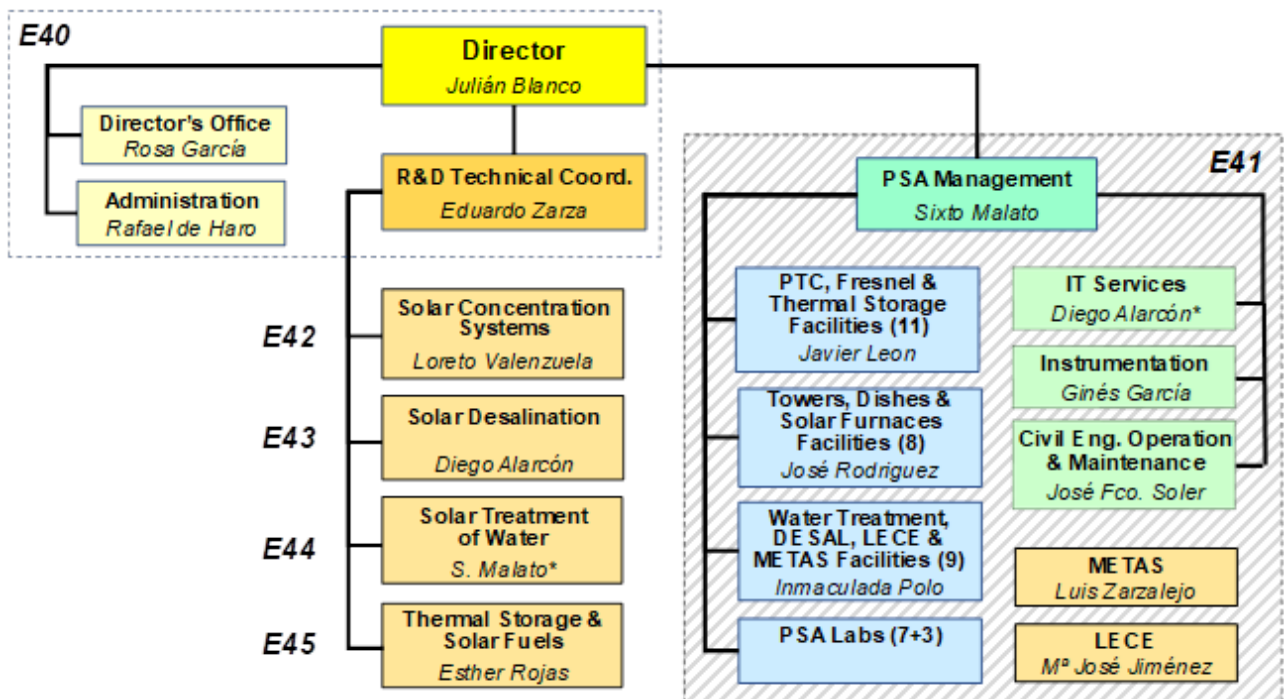 E40
Director
Julián Blanco
Director's Office
Rosa García
Administration
Rafael de Haro
R&D Technical Coord.
Eduardo Zarza
E42
Solar Concentration
Systems
Loreto Valenzuela
E43
Solar Desalination
Diego Alarcón
E44
Solar Treatment
of Water
S. Malato*
E45
Thermal Storage &
Solar Fuels
Esther Rojas
E41
PSA Management
Sixto Malato
PTC, Fresnel &
Thermal Storage
Facilities (11)
Javier Leon
Towers, Dishes &
Solar Furnaces
Facilities (8)
José Rodriguez
Water Treatment,
DESAL, LECE &
METAS Facilities (9)
Inmaculada Polo
PSA Labs (7+3)
IT Services
Diego Alarcón*
Instrumentation
Ginés García
Civil Eng. Operation
& Maintenance
José Fco. Soler
METAS
Luis Zarzalejo
LECE
Mª José Jiménez